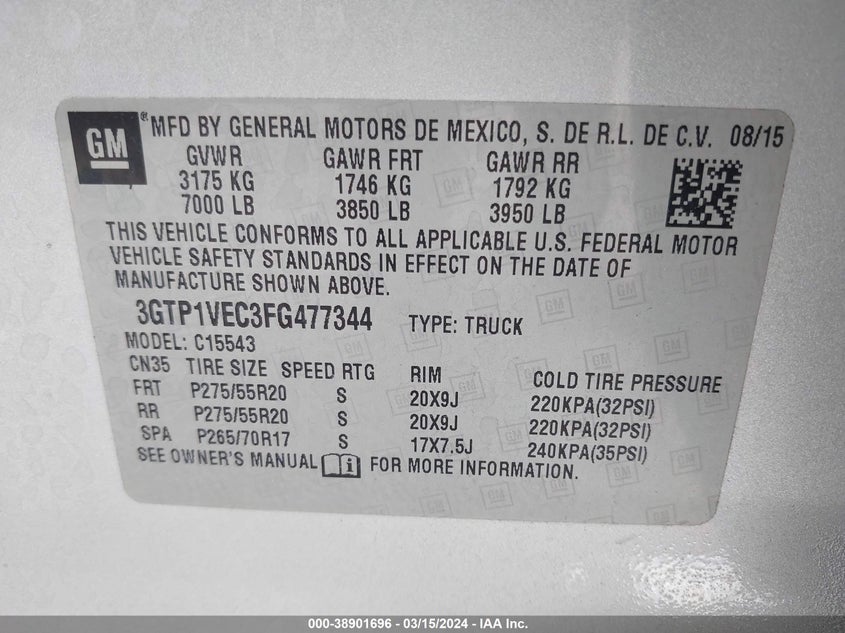 GM® MFD BY GENERAL MOTORS DE MEXICO, S. DE R.L. DE C.V. 08/15
GVWR GAWR FRT GAWR RR
3175 KG 1746 KG 1792 KG
7000 LB 3850 LB 3950 LB
THIS VEHICLE CONFORMS TO ALL APPLICABLE U.S. FEDERAL MOTOR
VEHICLE SAFETY STANDARDS IN EFFECT ON THE DATE OF
MANUFACTURE SHOWN ABOVE.
3GTP1VEC3FG477344 TYPE: TRUCK
MODEL: C15543
CN35 TIRE SIZE SPEED RTG RIM COLD TIRE PRESSURE
FRT P275/55R20 S 20X9J 220KPA(32PSI)
RR P275/55R20 S 20X9J 220KPA(32PSI)
SPA P265/70R17 S 17X7.5J 240KPA(35PSI)
SEE OWNER'S MANUAL FOR MORE INFORMATION.
000-38901696 - 03/15/2024 - IAA Inc.